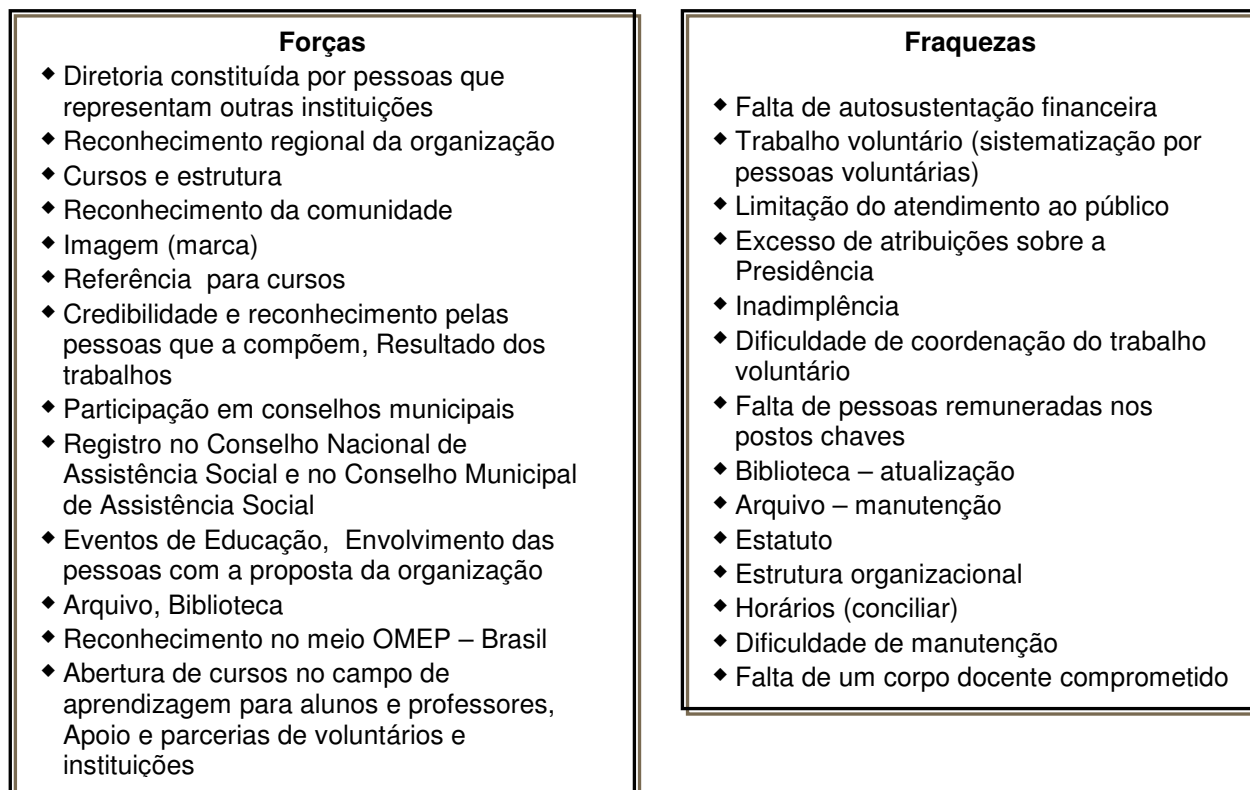 Forças
◆ Diretoria constituída por pessoas que
representam outras instituições
◆ Reconhecimento regional da organização
◆ Cursos e estrutura
◆ Reconhecimento da comunidade
◆ Imagem (marca)
◆ Referência  para cursos
◆ Credibilidade e reconhecimento pelas
pessoas que a compõem, Resultado dos
trabalhos
◆ Participação em conselhos municipais
◆ Registro no Conselho Nacional de
Assistência Social e no Conselho Municipal
de Assistência Social
◆ Eventos de Educação,  Envolvimento das
pessoas com a proposta da organização
◆ Arquivo, Biblioteca
◆ Reconhecimento no meio OMEP – Brasil
◆ Abertura de cursos no campo de
aprendizagem para alunos e professores,
Apoio e parcerias de voluntários e
instituições
Fraquezas
◆ Falta de autosustentação financeira
◆ Trabalho voluntário (sistematização por
pessoas voluntárias)
◆ Limitação do atendimento ao público
◆ Excesso de atribuições sobre a
Presidência
◆ Inadimplência
◆ Dificuldade de coordenação do trabalho
voluntário
◆ Falta de pessoas remuneradas nos
postos chaves
◆ Biblioteca – atualização
◆ Arquivo – manutenção
◆ Estatuto
◆ Estrutura organizacional
◆ Horários (conciliar)
◆ Dificuldade de manutenção
◆ Falta de um corpo docente comprometido